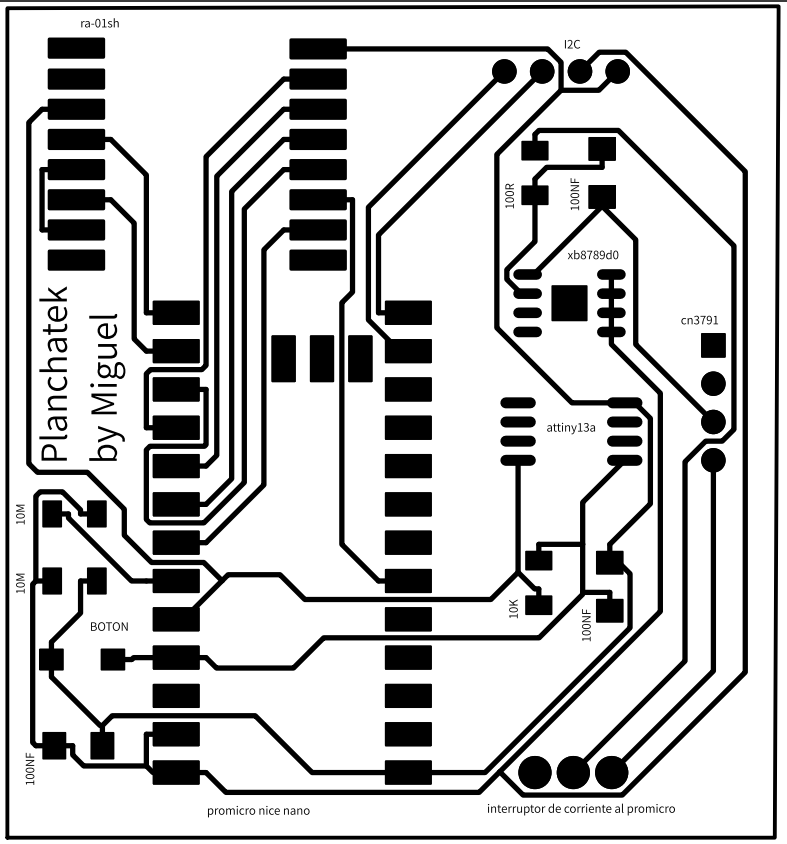 ra-01sh
I2C
100R
100NF
xb8789d0
cn3791
Planchatek
by Miguel
attiny13a
10M
10M
BOTON
10K
100NF
100NF
promicro nice nano
interruptor de corriente al promicro